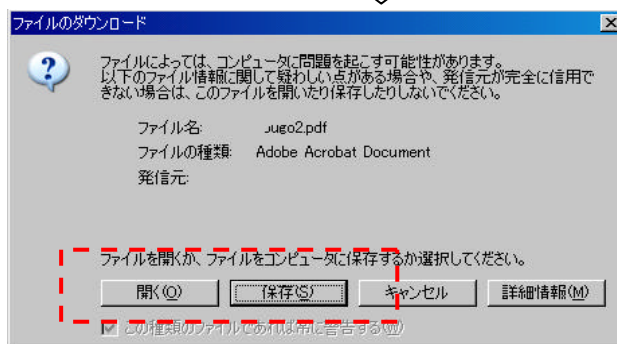 ファイルのダウンロード
ファイルによっては、コンピュータに問題を起こす可能性があります。
以下のファイル情報に関して疑わしい点がある場合や、発信元が完全に信用で
きない場合は、このファイルを開いたり保存したりしないでください。
ファイル名:
ファイルの種類: Adobe Acrobat Document
発信元:
ファイルを開くか、ファイルをコンピュータに保存するか選択してください。
開く(O) 保存(S) キャンセル 詳細情報(M)
この種類のファイルであれば常に警告する(W)